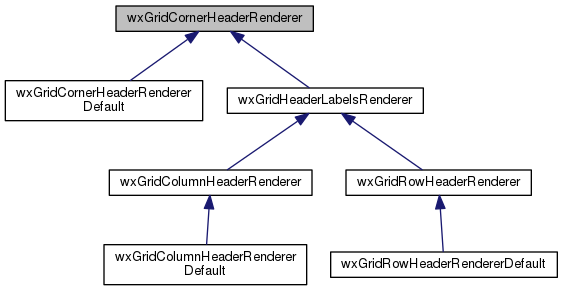 wxGridCornerHeaderRenderer
wxGridCornerHeaderRenderer
Default
wxGridHeaderLabelsRenderer
wxGridColumnHeaderRenderer
wxGridRowHeaderRenderer
wxGridColumnHeaderRenderer
Default
wxGridRowHeaderRendererDefault